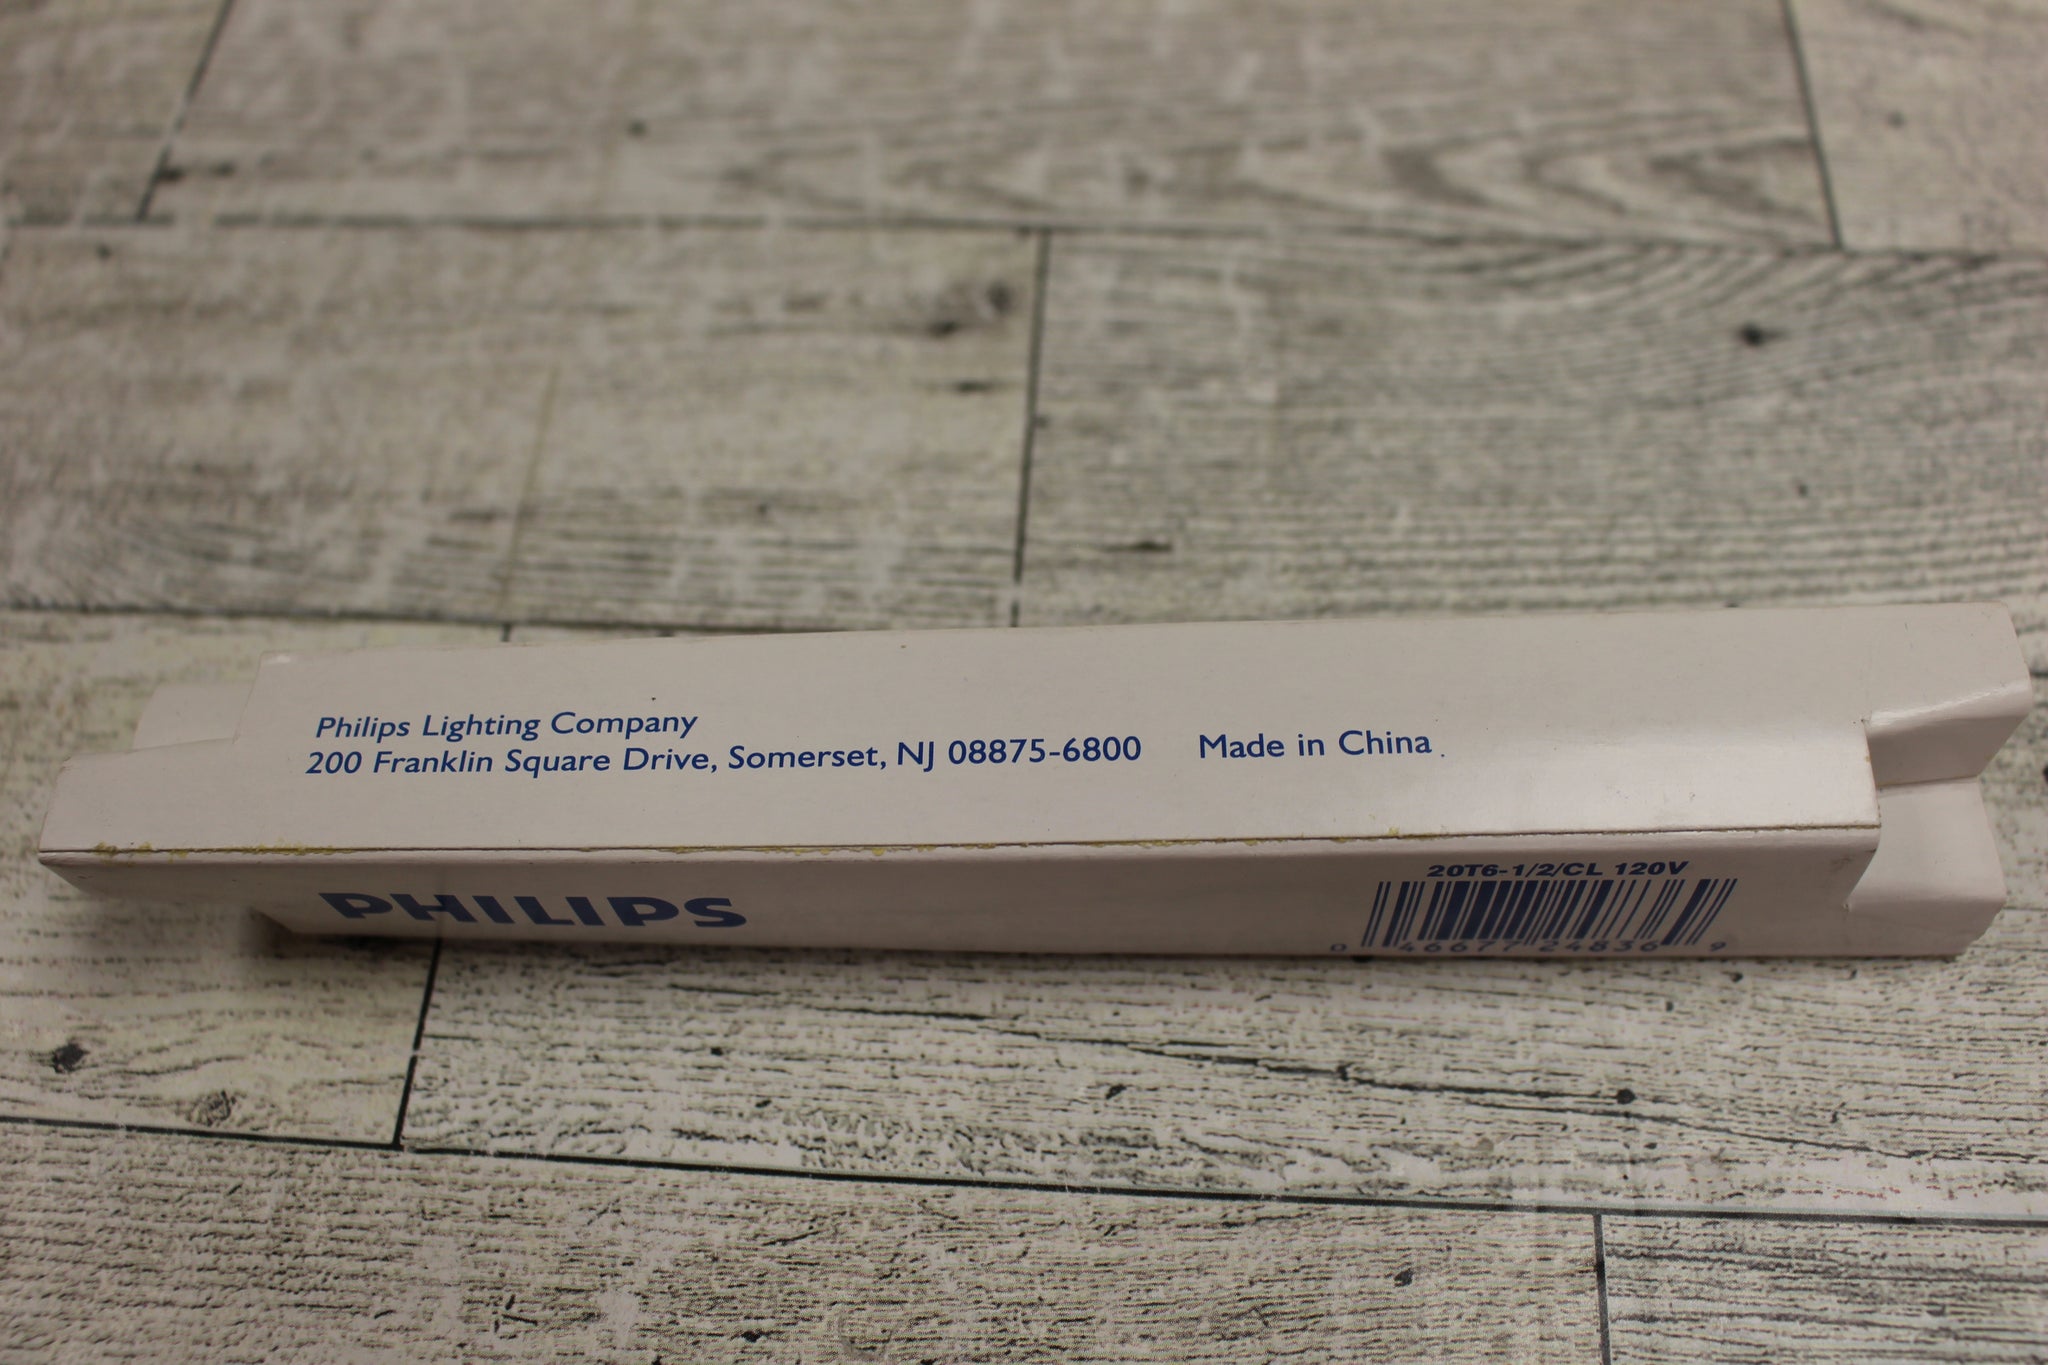 Philips Lighting Company
200 Franklin Square Drive, Somerset, NJ 08875-6800 Made in China.
PHILIPS
20T6-1/2/CL 120V
0 46677 24836 9